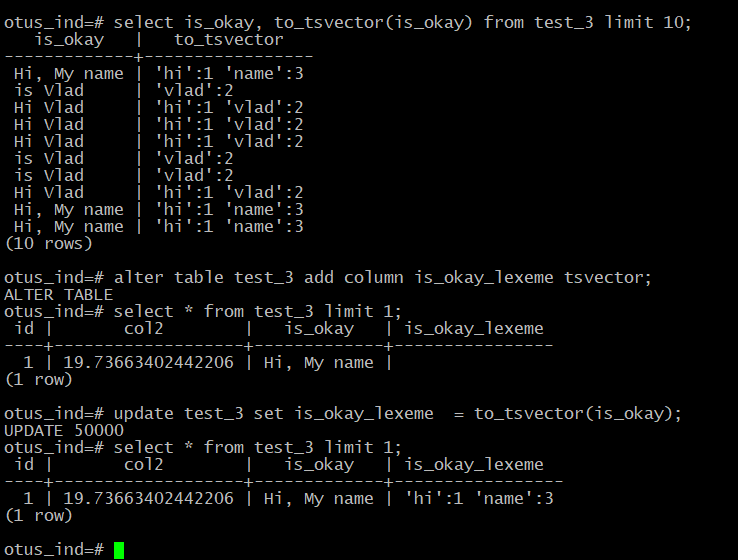 otus_ind=# select is_okay, to_tsvector(is_okay) from test_3 limit 10;
   is_okay   |   to_tsvector
-------------+-----------------
 Hi, My name | 'hi':1 'name':3
 is Vlad     | 'vlad':2
 Hi Vlad     | 'hi':1 'vlad':2
 Hi Vlad     | 'hi':1 'vlad':2
 Hi Vlad     | 'hi':1 'vlad':2
 is Vlad     | 'vlad':2
 is Vlad     | 'vlad':2
 Hi Vlad     | 'hi':1 'vlad':2
 Hi, My name | 'hi':1 'name':3
 Hi, My name | 'hi':1 'name':3
(10 rows)

otus_ind=# alter table test_3 add column is_okay_lexeme tsvector;
ALTER TABLE
otus_ind=# select * from test_3 limit 1;
 id |       col2        |   is_okay   | is_okay_lexeme
----+-------------------+-------------+----------------
  1 | 19.73663402442206 | Hi, My name |
(1 row)

otus_ind=# update test_3 set is_okay_lexeme  = to_tsvector(is_okay);
UPDATE 50000
otus_ind=# select * from test_3 limit 1;
 id |       col2        |   is_okay   | is_okay_lexeme
----+-------------------+-------------+-----------------
  1 | 19.73663402442206 | Hi, My name | 'hi':1 'name':3
(1 row)

otus_ind=#